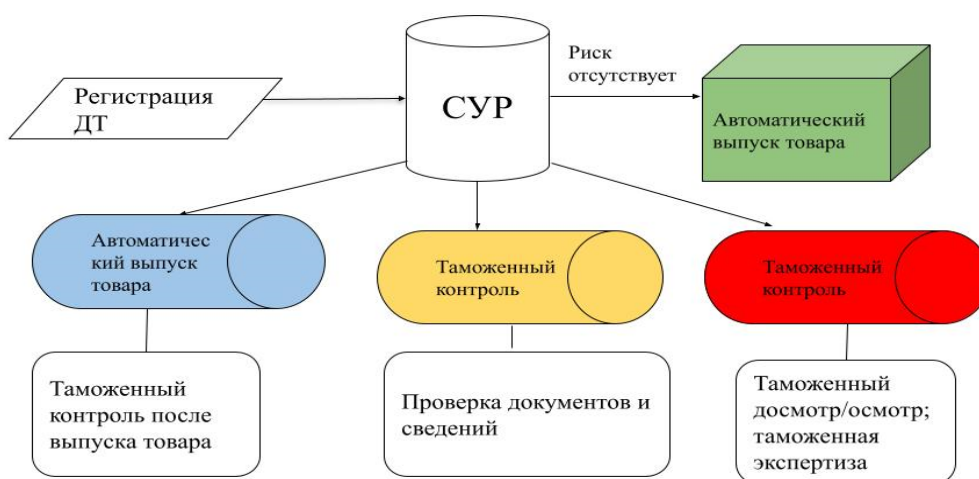 Регистрация
ДТ
СУР
Риск
отсутствует
Автоматический
выпуск товара
Автоматичес
кий выпуск
товара
Таможенный
контроль
Таможенный
контроль
Таможенный
контроль после
выпуска товара
Проверка документов и
сведений
Таможенный
досмотр/осмотр;
таможенная
экспертиза